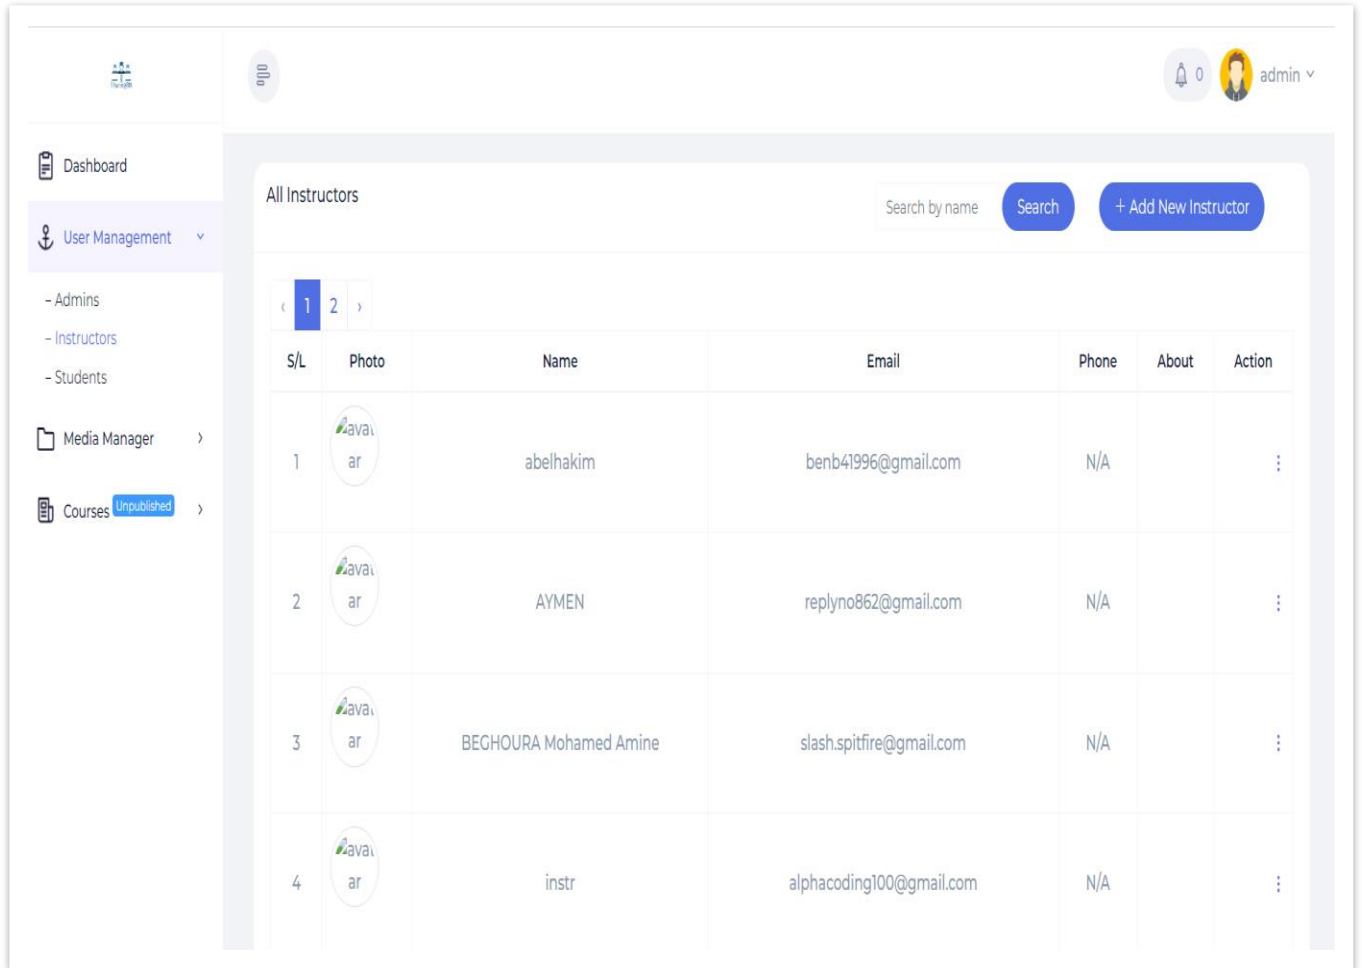 0
admin
Dashboard
User Management
- Admins
- Instructors
- Students
Media Manager
Courses Unpublished
All Instructors
Search by name
Search
+ Add New Instructor
‹ 1 2 ›
S/L Photo Name Email Phone About Action
1 avatar abelhakim benb41996@gmail.com N/A
2 avatar AYMEN replyno862@gmail.com N/A
3 avatar BEGHOURA Mohamed Amine slash.spitfire@gmail.com N/A
4 avatar instr alphacoding100@gmail.com N/A